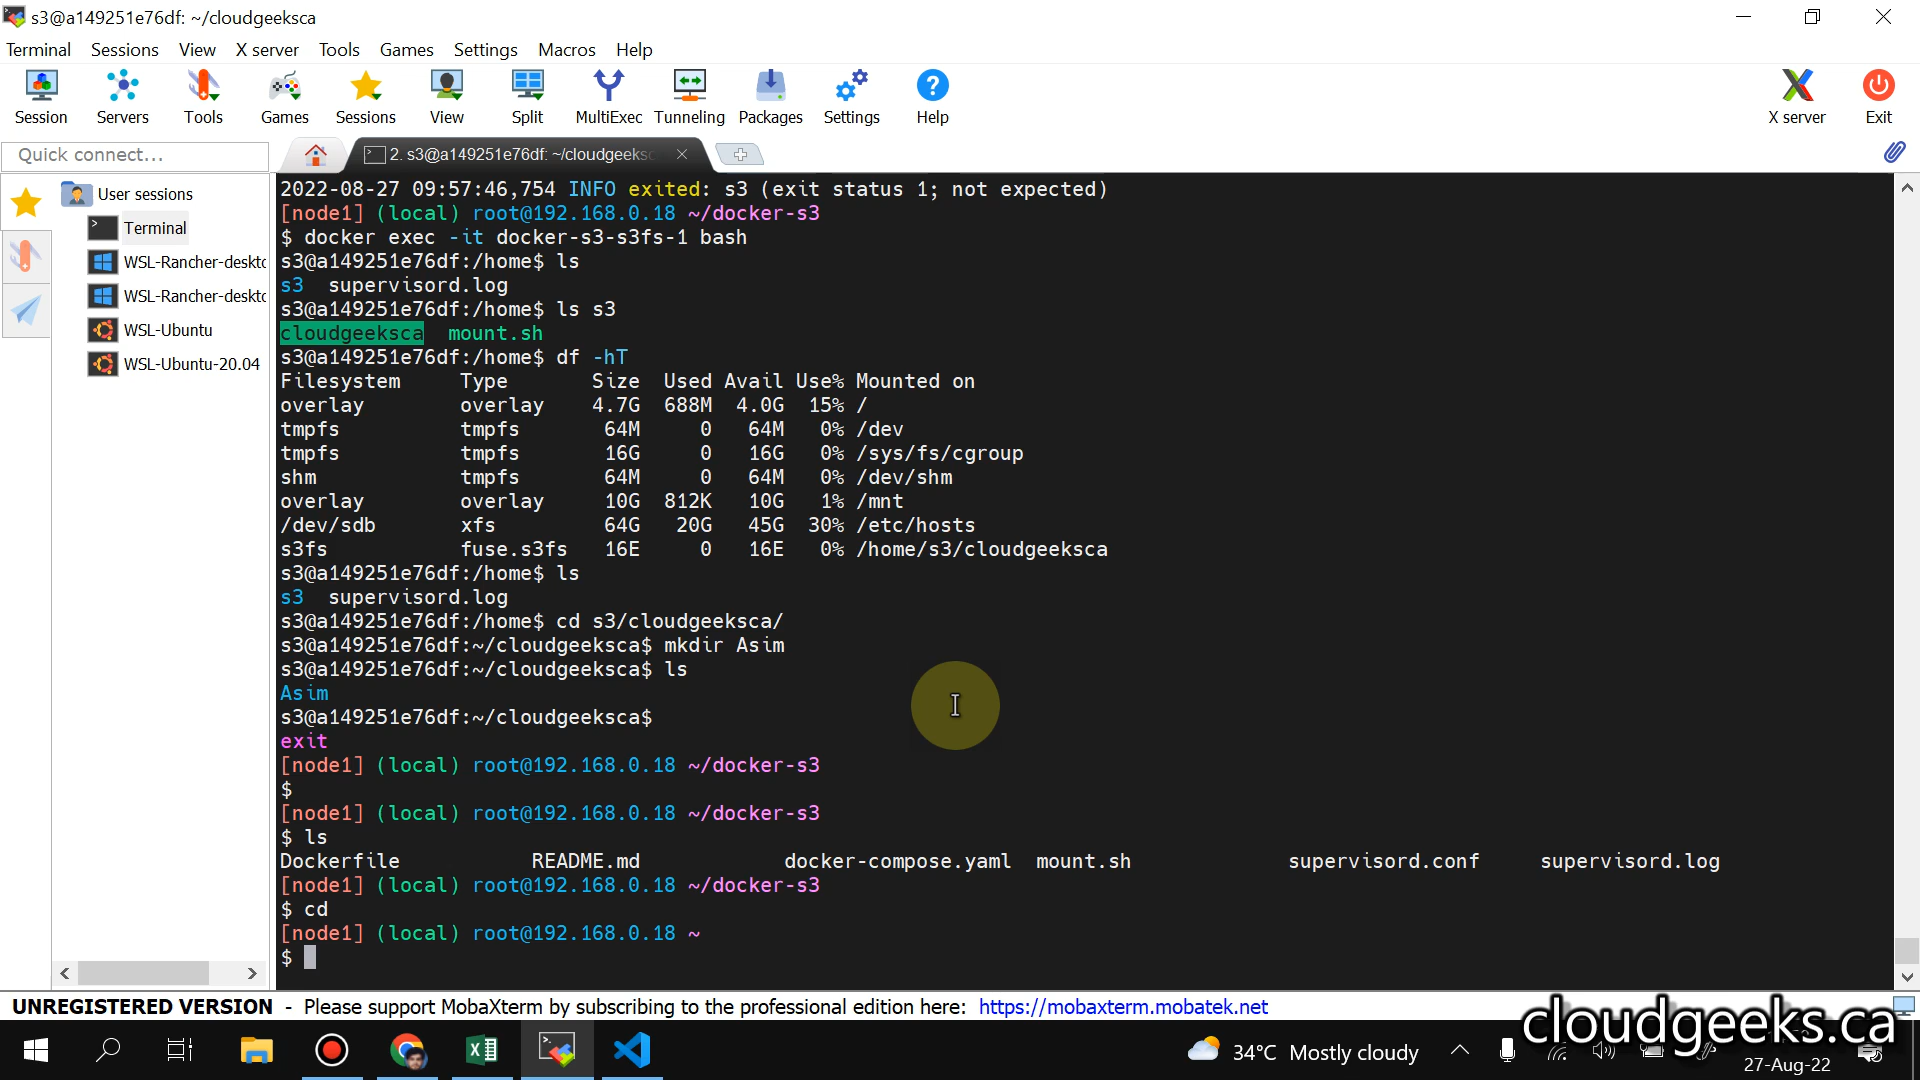 s3@a149251e76df: ~/cloudgeeksca
Terminal Sessions View X server Tools Games Settings Macros Help
Session Servers Tools Games Sessions View Split MultiExec Tunneling Packages Settings Help X server Exit
Quick connect...
2. s3@a149251e76df: ~/cloudgeeksc
User sessions
Terminal
WSL-Rancher-deskto
WSL-Rancher-deskto
WSL-Ubuntu
WSL-Ubuntu-20.04
2022-08-27 09:57:46,754 INFO exited: s3 (exit status 1; not expected)
[node1] (local) root@192.168.0.18 ~/docker-s3
$ docker exec -it docker-s3-s3fs-1 bash
s3@a149251e76df:/home$ ls
s3 supervisord.log
s3@a149251e76df:/home$ ls s3
cloudgeeksca mount.sh
s3@a149251e76df:/home$ df -hT
Filesystem Type Size Used Avail Use% Mounted on
overlay overlay 4.7G 688M 4.0G 15% /
tmpfs tmpfs 64M 0 64M 0% /dev
tmpfs tmpfs 16G 0 16G 0% /sys/fs/cgroup
shm tmpfs 64M 0 64M 0% /dev/shm
overlay overlay 10G 812K 10G 1% /mnt
/dev/sdb xfs 64G 20G 45G 30% /etc/hosts
s3fs fuse.s3fs 16E 0 16E 0% /home/s3/cloudgeeksca
s3@a149251e76df:/home$ ls
s3 supervisord.log
s3@a149251e76df:/home$ cd s3/cloudgeeksca/
s3@a149251e76df:~/cloudgeeksca$ mkdir Asim
s3@a149251e76df:~/cloudgeeksca$ ls
Asim
s3@a149251e76df:~/cloudgeeksca$
exit
[node1] (local) root@192.168.0.18 ~/docker-s3
$
[node1] (local) root@192.168.0.18 ~/docker-s3
$ ls
Dockerfile README.md docker-compose.yaml mount.sh supervisord.conf supervisord.log
[node1] (local) root@192.168.0.18 ~/docker-s3
$ cd
[node1] (local) root@192.168.0.18 ~
$
UNREGISTERED VERSION - Please support MobaXterm by subscribing to the professional edition here: https://mobaxterm.mobatek.net
cloudgeeks.ca
34°C Mostly cloudy
27-Aug-22